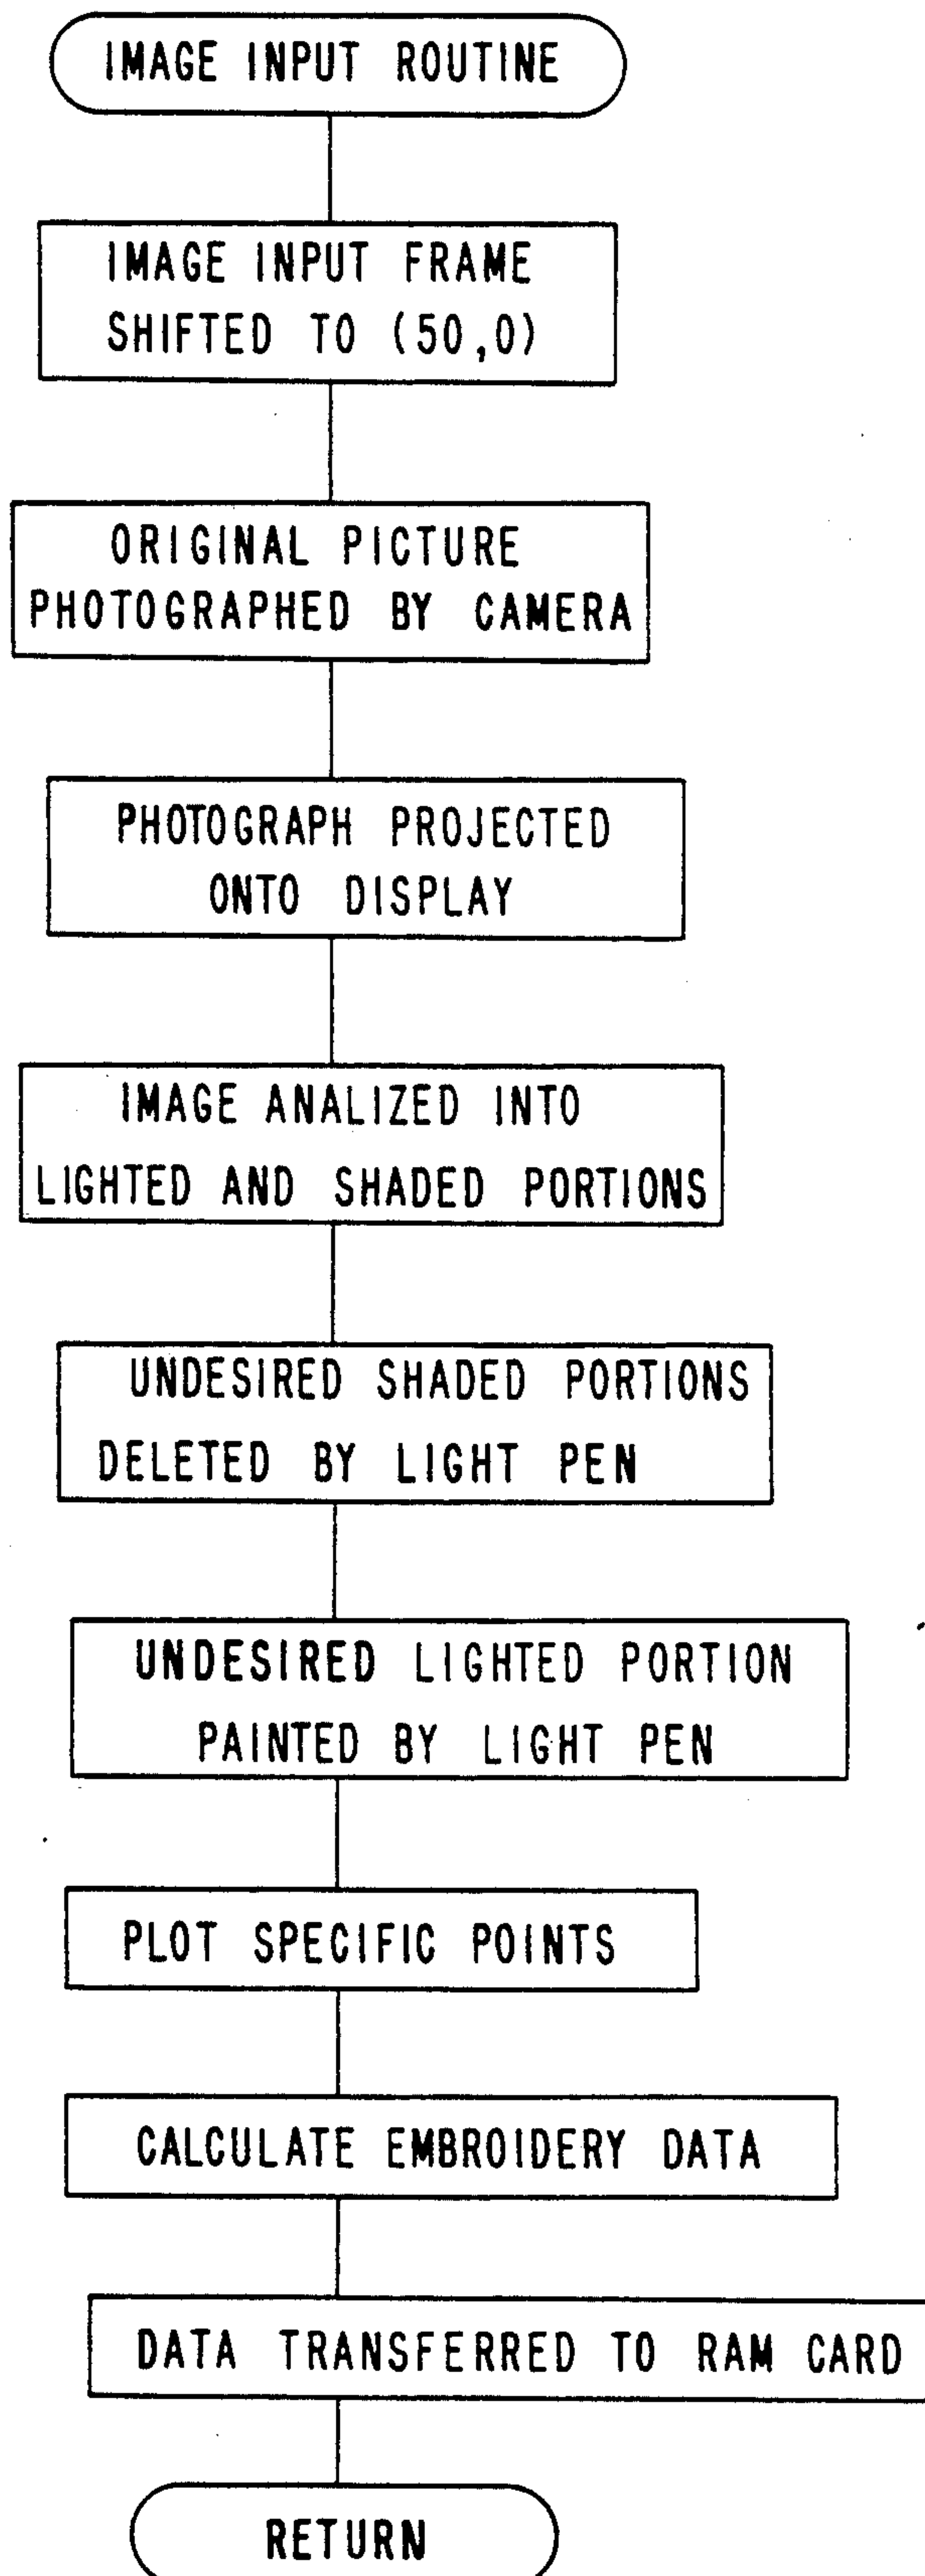 IMAGE INPUT ROUTINE
IMAGE INPUT FRAME
SHIFTED TO (50,0)
ORIGINAL PICTURE
PHOTOGRAPHED BY CAMERA
PHOTOGRAPH PROJECTED
ONTO DISPLAY
IMAGE ANALIZED INTO
LIGHTED AND SHADED PORTIONS
UNDESIRED SHADED PORTIONS
DELETED BY LIGHT PEN
UNDESIRED LIGHTED PORTION
PAINTED BY LIGHT PEN
PLOT SPECIFIC POINTS
CALCULATE EMBROIDERY DATA
DATA TRANSFERRED TO RAM CARD
RETURN